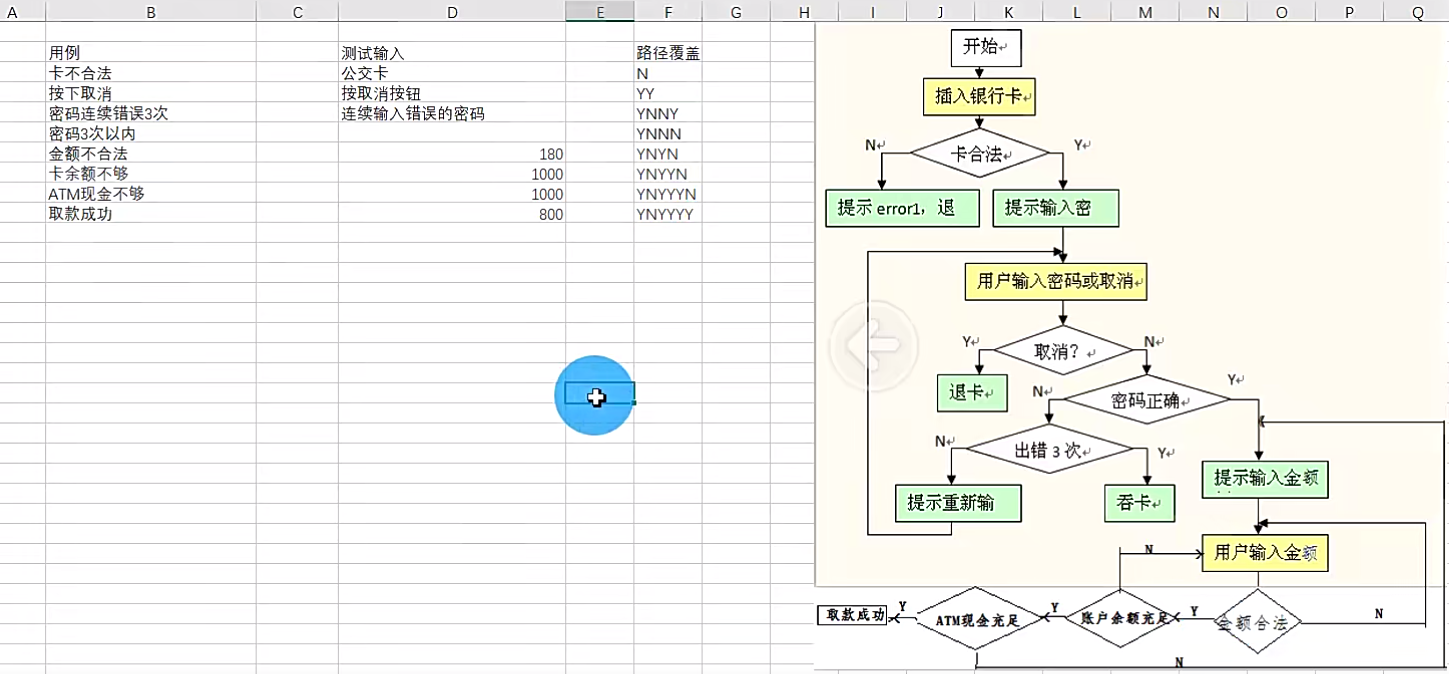 A B C D E F G H I J K L M N O P Q
用例 测试输入 路径覆盖
卡不合法 公交卡 N
按下取消 按取消按钮 YY
密码连续错误3次 连续输入错误的密码 YNNY
密码3次以内 YNNN
金额不合法 180 YNYN
卡余额不够 1000 YNYYN
ATM现金不够 1000 YNYYYN
取款成功 800 YNYYYY
开始
插入银行卡
N 卡合法 Y
提示 error1，退 提示输入密
用户输入密码或取消
Y 取消? N
退卡 N 密码正确 Y
N 出错 3 次 Y
提示重新输 吞卡 提示输入金额
N 用户输入金额
取款成功 Y ATM现金充足 Y 账户余额充足 Y 金额合法 N
N